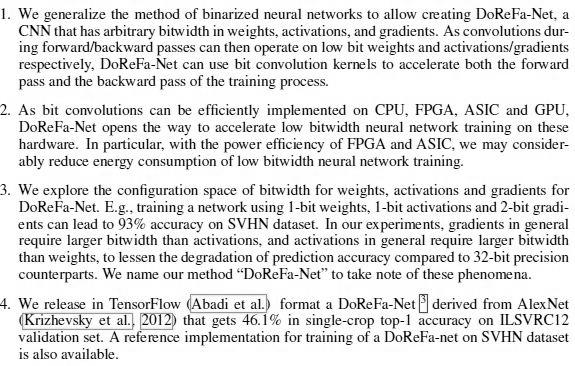 1. We generalize the method of binarized neural networks to allow creating DoReFa-Net, a
CNN that has arbitrary bitwidth in weights, activations, and gradients. As convolutions dur-
ing forward/backward passes can then operate on low bit weights and activations/gradients
respectively, DoReFa-Net can use bit convolution kernels to accelerate both the forward
pass and the backward pass of the training process.
2. As bit convolutions can be efficiently implemented on CPU, FPGA, ASIC and GPU,
DoReFa-Net opens the way to accelerate low bitwidth neural network training on these
hardware. In particular, with the power efficiency of FPGA and ASIC, we may consider-
ably reduce energy consumption of low bitwidth neural network training.
3. We explore the configuration space of bitwidth for weights, activations and gradients for
DoReFa-Net. E.g., training a network using 1-bit weights, 1-bit activations and 2-bit gradi-
ents can lead to 93% accuracy on SVHN dataset. In our experiments, gradients in general
require larger bitwidth than activations, and activations in general require larger bitwidth
than weights, to lessen the degradation of prediction accuracy compared to 32-bit precision
counterparts. We name our method “DoReFa-Net” to take note of these phenomena.
4. We release in TensorFlow (Abadi et al.) format a DoReFa-Net 3 derived from AlexNet
(Krizhevsky et al., 2012) that gets 46.1% in single-crop top-1 accuracy on ILSVRC12
validation set. A reference implementation for training of a DoReFa-net on SVHN dataset
is also available.